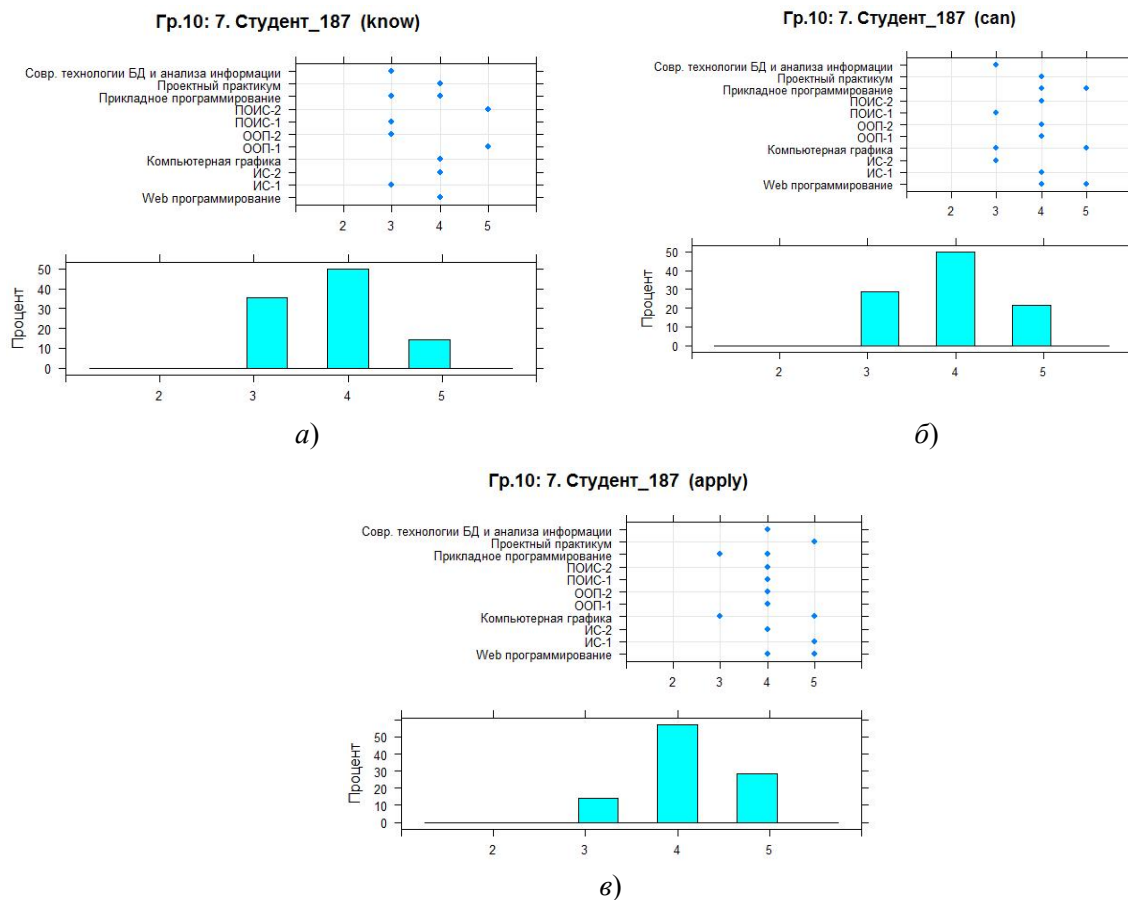 Гр.10: 7. Студент_187 (know)
Совр. технологии БД и анализа информации
Проектный практикум
Прикладное программирование
ПОИС-2
ПОИС-1
ООП-2
ООП-1
Компьютерная графика
ИС-2
ИС-1
Web программирование
2 3 4 5
Процент
50
40
30
20
10
0
2 3 4 5
а)
Гр.10: 7. Студент_187 (can)
Совр. технологии БД и анализа информации
Проектный практикум
Прикладное программирование
ПОИС-2
ПОИС-1
ООП-2
ООП-1
Компьютерная графика
ИС-2
ИС-1
Web программирование
2 3 4 5
Процент
50
40
30
20
10
0
2 3 4 5
б)
Гр.10: 7. Студент_187 (apply)
Совр. технологии БД и анализа информации
Проектный практикум
Прикладное программирование
ПОИС-2
ПОИС-1
ООП-2
ООП-1
Компьютерная графика
ИС-2
ИС-1
Web программирование
2 3 4 5
Процент
50
40
30
20
10
0
2 3 4 5
в)